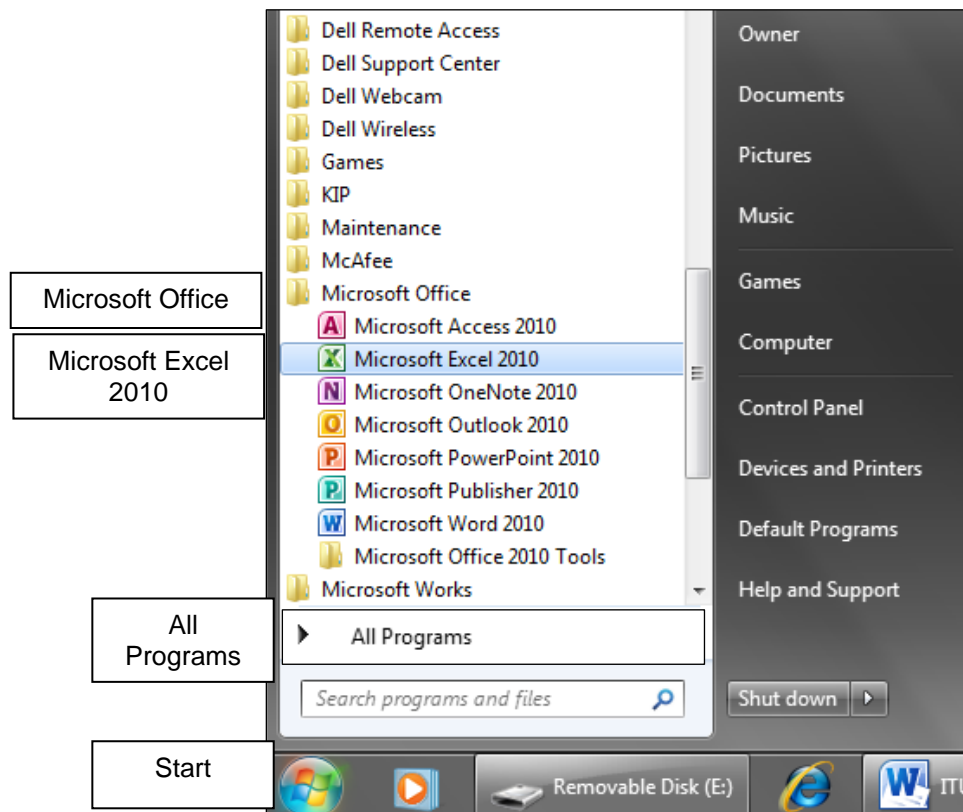 Dell Remote Access
Dell Support Center
Dell Webcam
Dell Wireless
Games
KIP
Maintenance
McAfee
Microsoft Office
Microsoft Access 2010
Microsoft Excel 2010
Microsoft OneNote 2010
Microsoft Outlook 2010
Microsoft PowerPoint 2010
Microsoft Publisher 2010
Microsoft Word 2010
Microsoft Office 2010 Tools
Microsoft Works
All Programs
Search programs and files
Owner
Documents
Pictures
Music
Games
Computer
Control Panel
Devices and Printers
Default Programs
Help and Support
Shut down
Microsoft Office
Microsoft Excel
2010
All
Programs
Start
Removable Disk (E:)